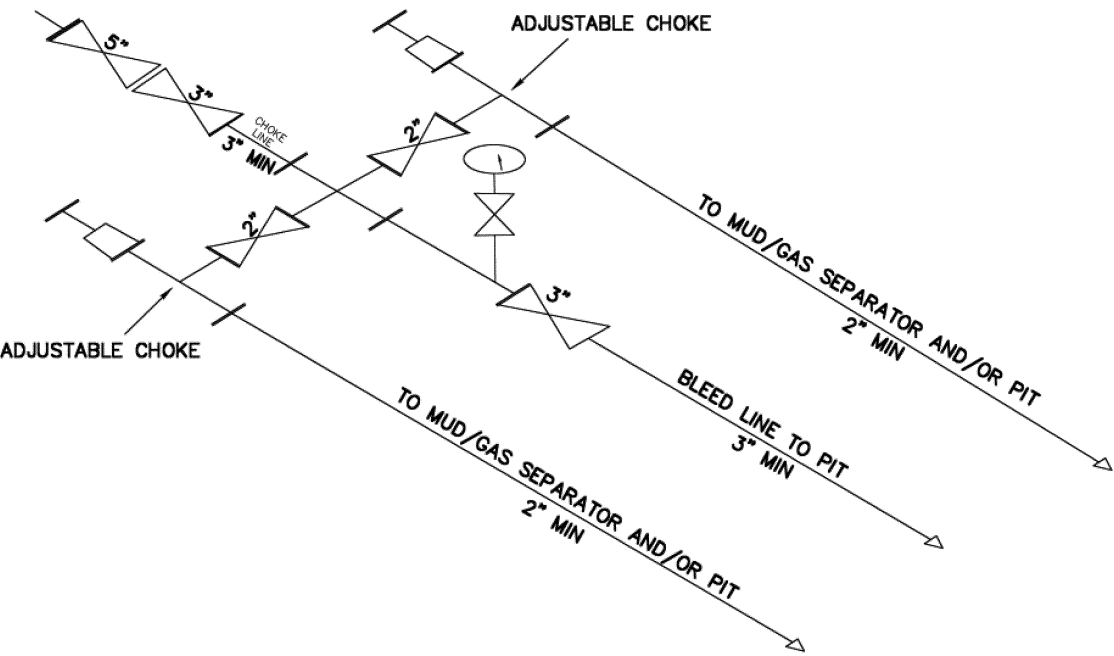 ADJUSTABLE CHOKE
5"
3"
CHOKE
LINE
3" MIN
2"
2"
3"
ADJUSTABLE CHOKE
TO MUD/GAS SEPARATOR AND/OR PIT
2" MIN
BLEED LINE TO PIT
3" MIN
TO MUD/GAS SEPARATOR AND/OR PIT
2" MIN